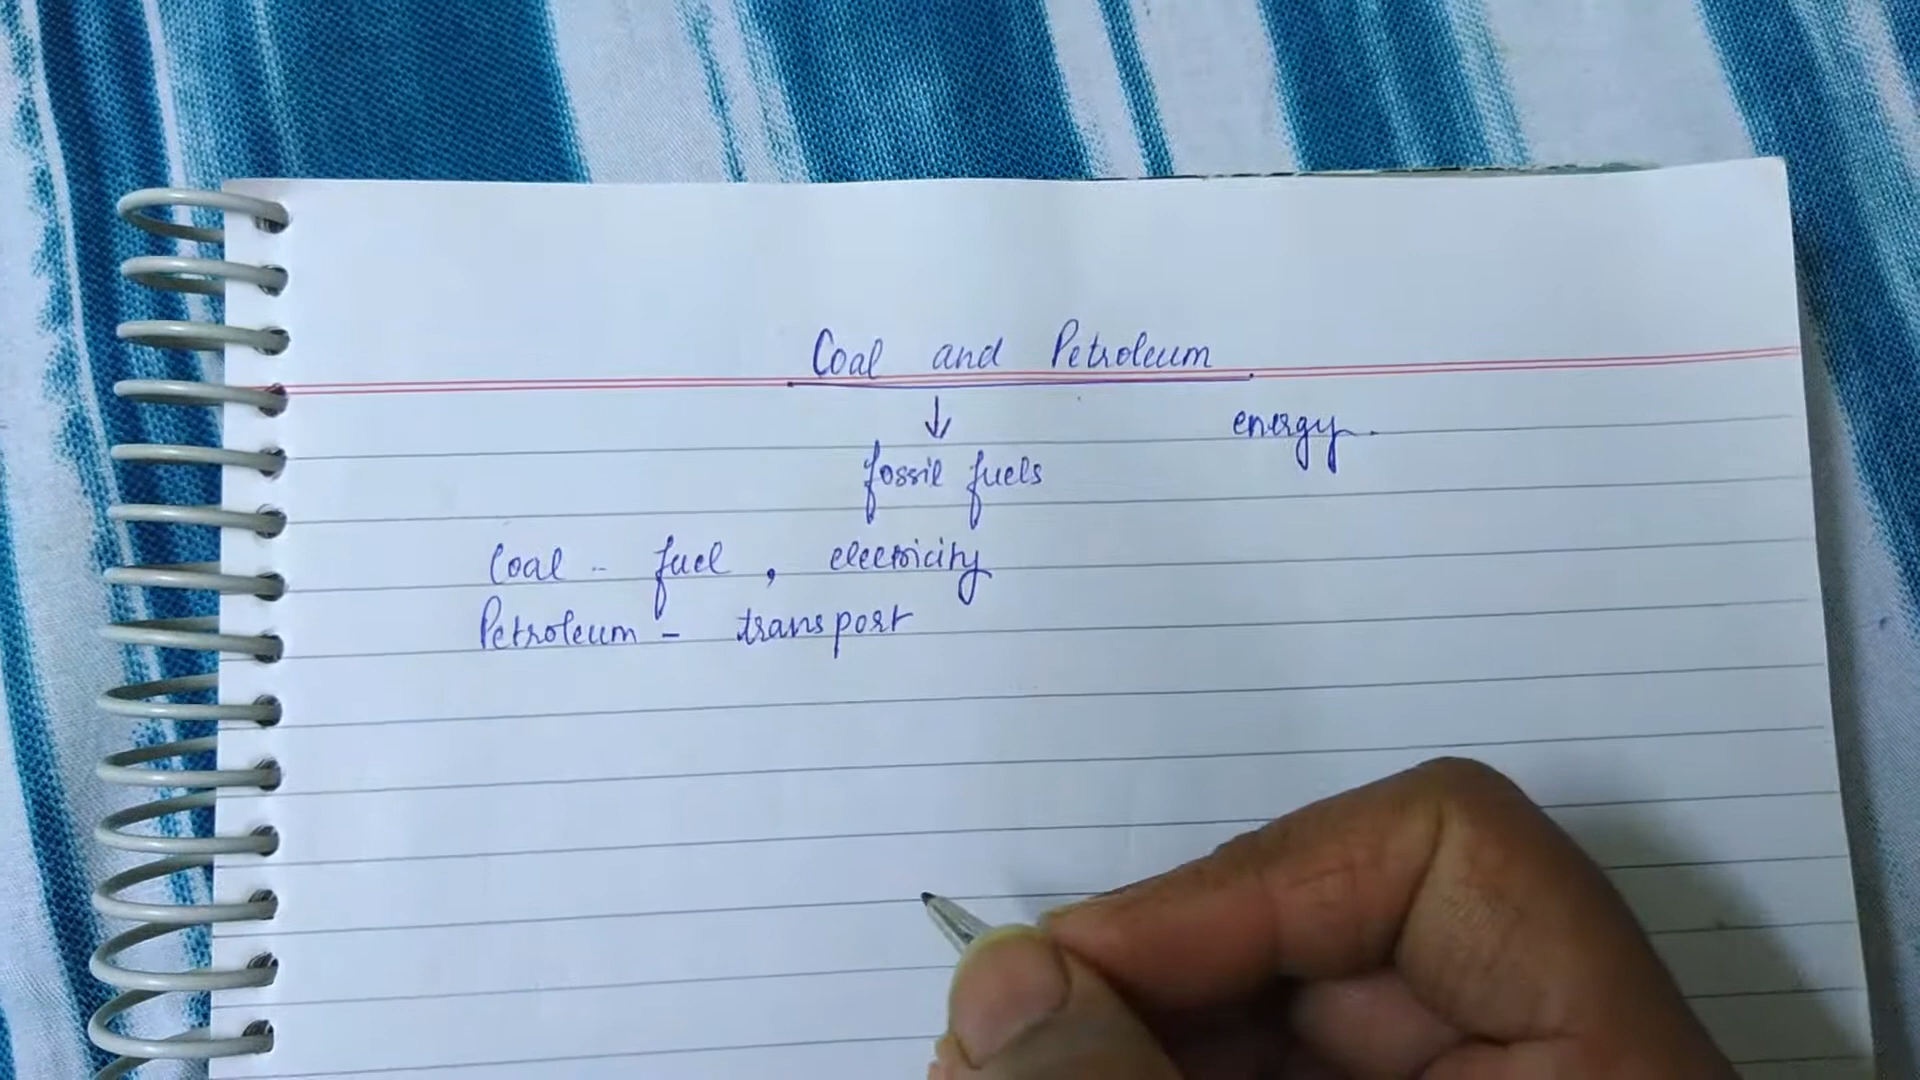 Coal and Petroleum
↓ energy.
fossil fuels
Coal - fuel , electricity
Petroleum - transport